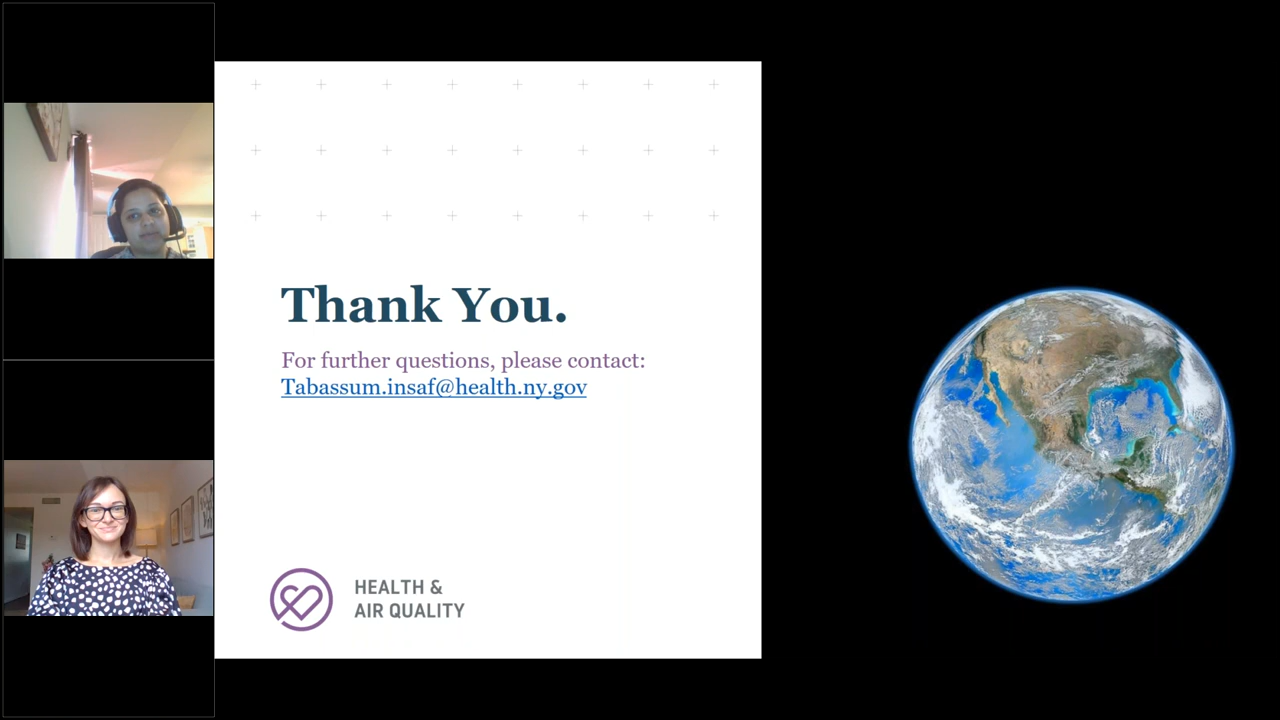 Thank You.
For further questions, please contact:
Tabassum.insaf@health.ny.gov
HEALTH &
AIR QUALITY